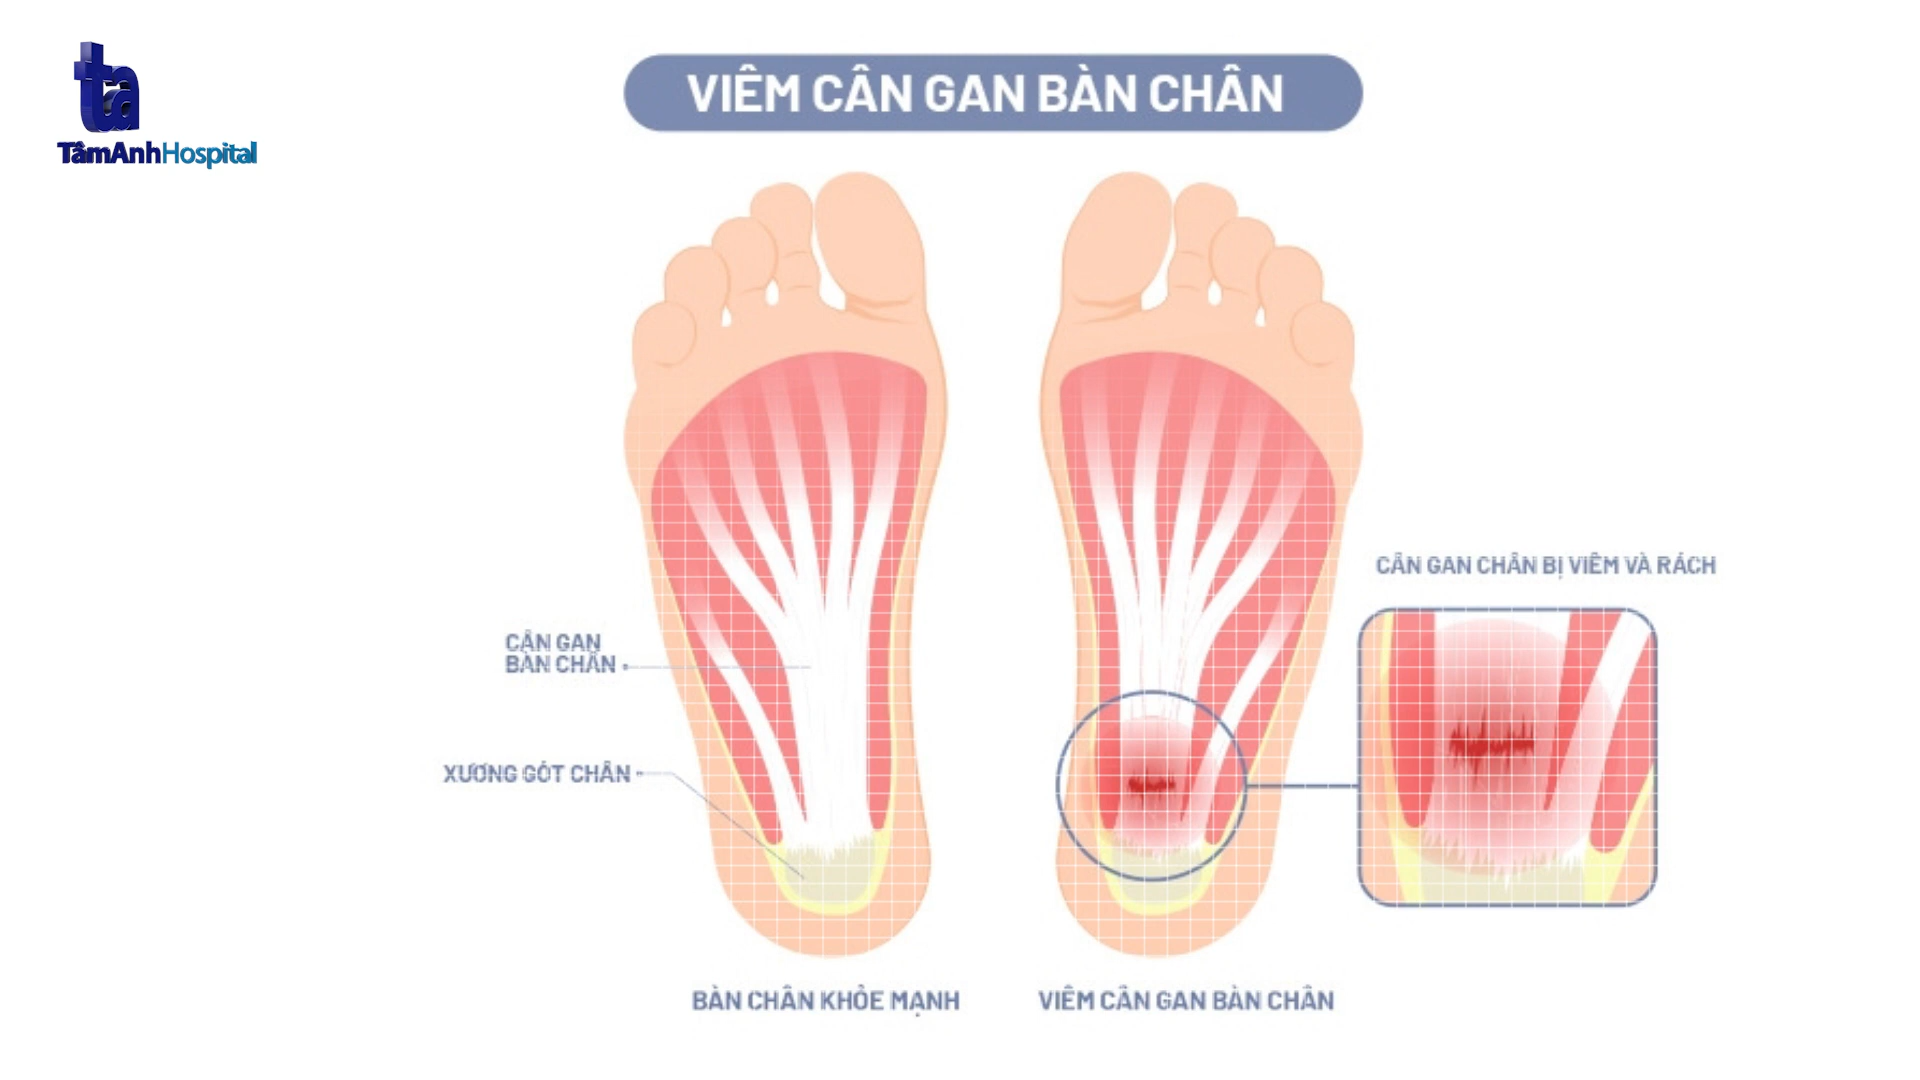 ta
TâmAnhHospital
VIÊM CÂN GAN BÀN CHÂN
CÂN GAN CHÂN BỊ VIÊM VÀ RÁCH
CÂN GAN
BÀN CHÂN
XƯƠNG GÓT CHÂN
BÀN CHÂN KHỎE MẠNH
VIÊM CÂN GAN BÀN CHÂN